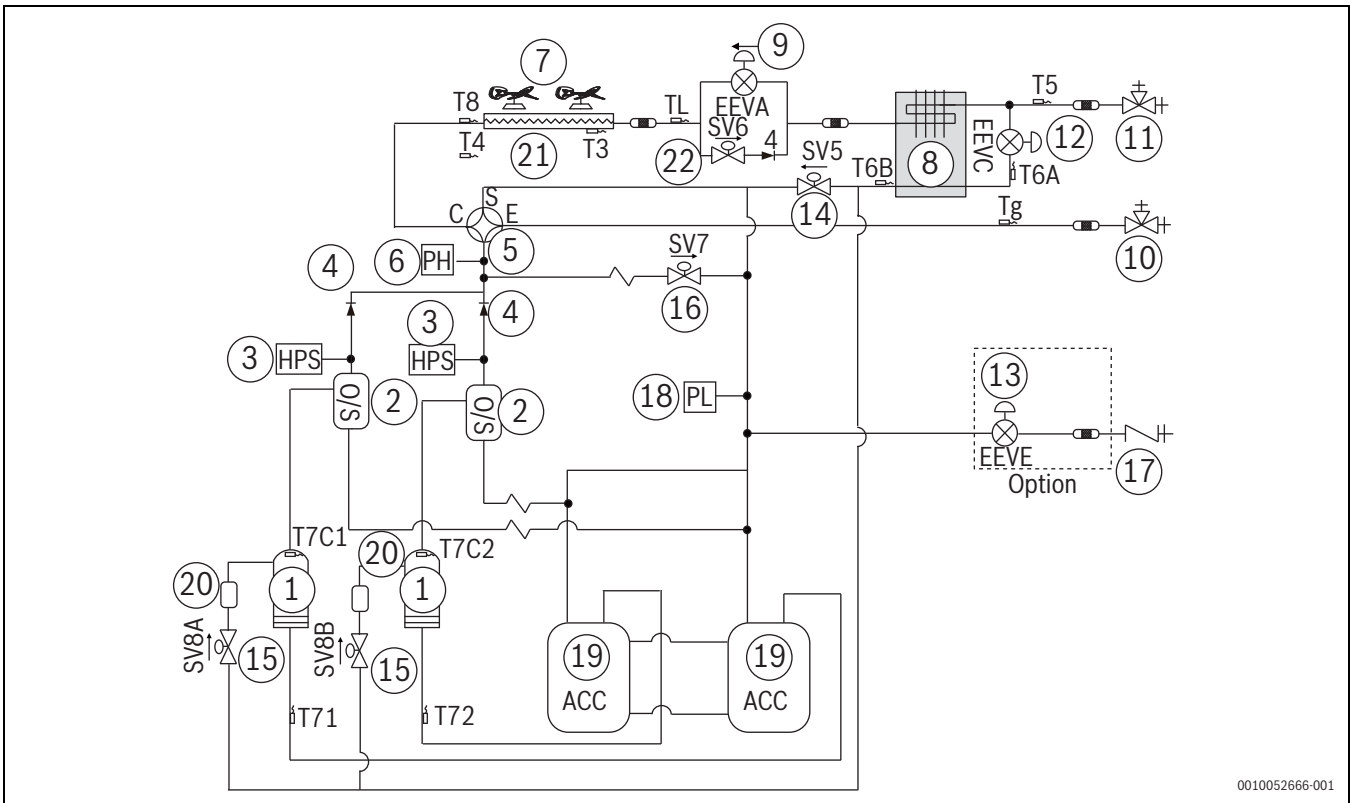 7
9
T8
TL
EEVA
T5
T4
21
T3
22
SV6
4
SV5
T6B
8
EEVC
12
11
T6A
C
S
E
14
Tg
5
10
6
PH
SV7
4
16
3
HPS
3
HPS
4
S/O
2
S/O
2
18
PL
13
EEVE
17
Option
T7C1
T7C2
20
1
20
1
SV8A
15
SV8B
15
19
ACC
19
ACC
T71
T72
0010052666-001